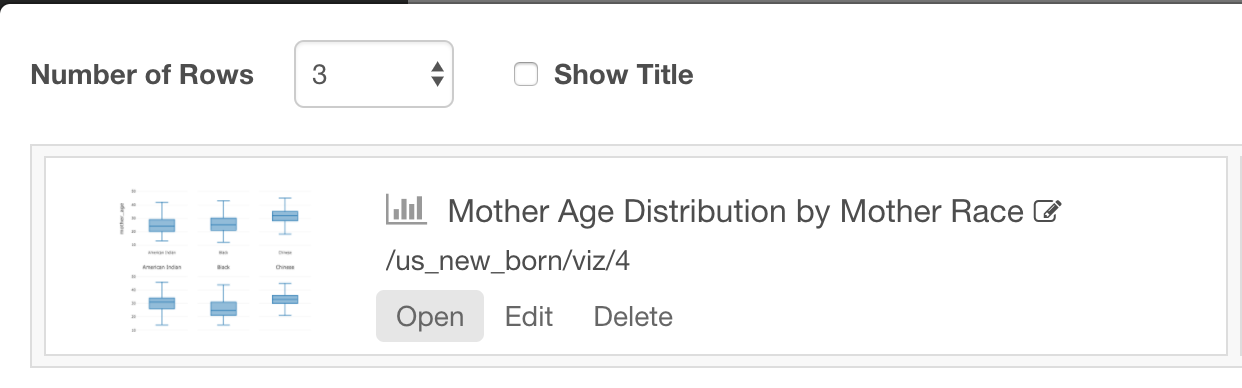 Number of Rows 3 Show Title
Mother Age Distribution by Mother Race
/us_new_born/viz/4
American Indian Black Chinese
American Indian Black Chinese
Open Edit Delete